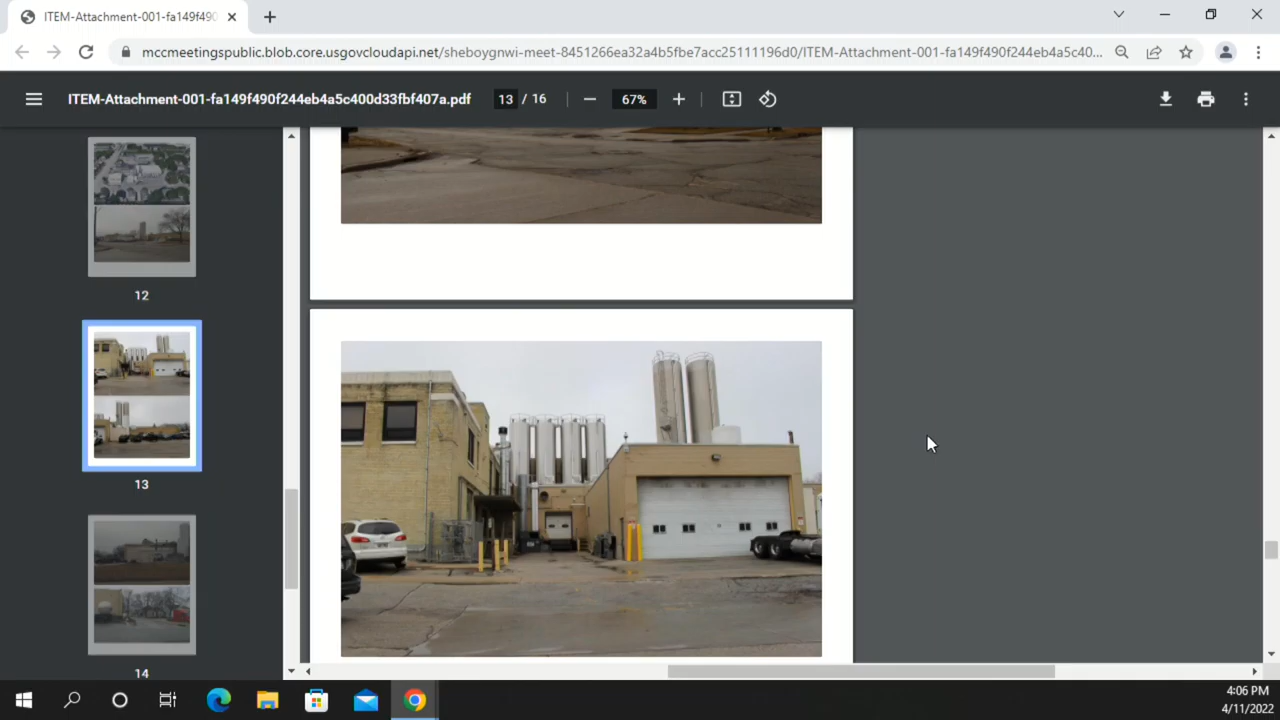 ITEM-Attachment-001-fa149f490
mccmeetingspublic.blob.core.usgovcloudapi.net/sheboygnwi-meet-8451266ea32a4b5fbe7acc25111196d0/ITEM-Attachment-001-fa149f490f244eb4a5c40...
ITEM-Attachment-001-fa149f490f244eb4a5c400d33fbf407a.pdf 13 / 16 67%
12
13
14
4:06 PM
4/11/2022